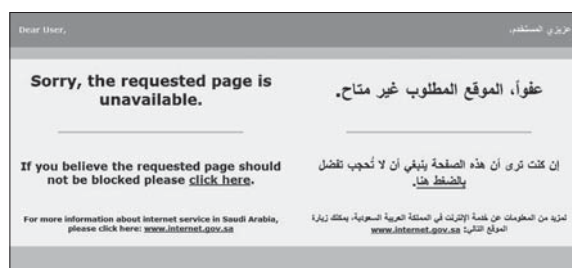 Dear User,
عزيزي المستخدم,
Sorry, the requested page is
unavailable.
عفواً، الموقع المطلوب غير متاح.
If you believe the requested page should
not be blocked please click here.
إن كنت ترى أن هذه الصفحة ينبغي أن لا تُحجب تفضل
بالضغط هنا.
For more information about internet service in Saudi Arabia,
please click here: www.internet.gov.sa
لمزيد من المعلومات عن خدمة الإنترنت في المملكة العربية السعودية، يمكنك زيارة
الموقع التالي: www.internet.gov.sa